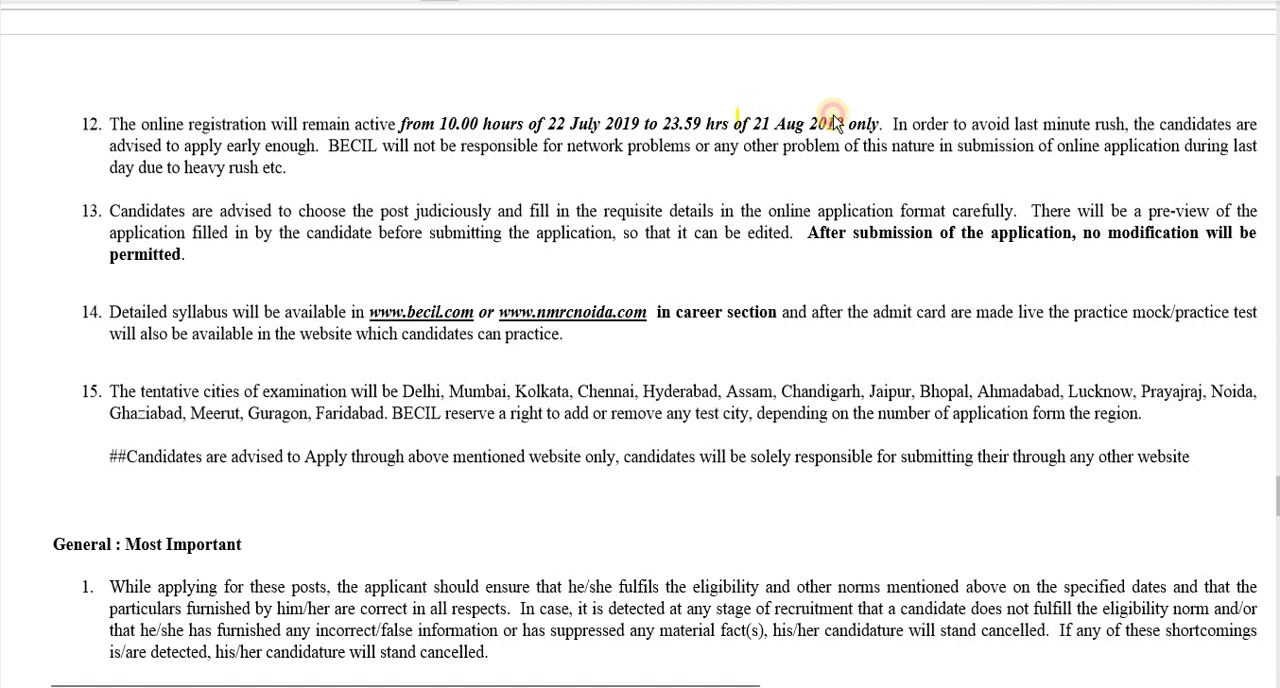 12. The online registration will remain active from 10.00 hours of 22 July 2019 to 23.59 hrs of 21 Aug only. In order to avoid last minute rush, the candidates are
advised to apply early enough. BECIL will not be responsible for network problems or any other problem of this nature in submission of online application during last
day due to heavy rush etc.
13. Candidates are advised to choose the post judiciously and fill in the requisite details in the online application format carefully. There will be a pre-view of the
application filled in by the candidate before submitting the application, so that it can be edited. After submission of the application, no modification will be
permitted.
14. Detailed syllabus will be available in www.becil.com or www.nmrcnoida.com in career section and after the admit card are made live the practice mock/practice test
will also be available in the website which candidates can practice.
15. The tentative cities of examination will be Delhi, Mumbai, Kolkata, Chennai, Hyderabad, Assam, Chandigarh, Jaipur, Bhopal, Ahmadabad, Lucknow, Prayajraj, Noida,
Ghaziabad, Meerut, Guragon, Faridabad. BECIL reserve a right to add or remove any test city, depending on the number of application form the region.
##Candidates are advised to Apply through above mentioned website only, candidates will be solely responsible for submitting their through any other website
General : Most Important
1. While applying for these posts, the applicant should ensure that he/she fulfils the eligibility and other norms mentioned above on the specified dates and that the
particulars furnished by him/her are correct in all respects. In case, it is detected at any stage of recruitment that a candidate does not fulfill the eligibility norm and/or
that he/she has furnished any incorrect/false information or has suppressed any material fact(s), his/her candidature will stand cancelled. If any of these shortcomings
is/are detected, his/her candidature will stand cancelled.